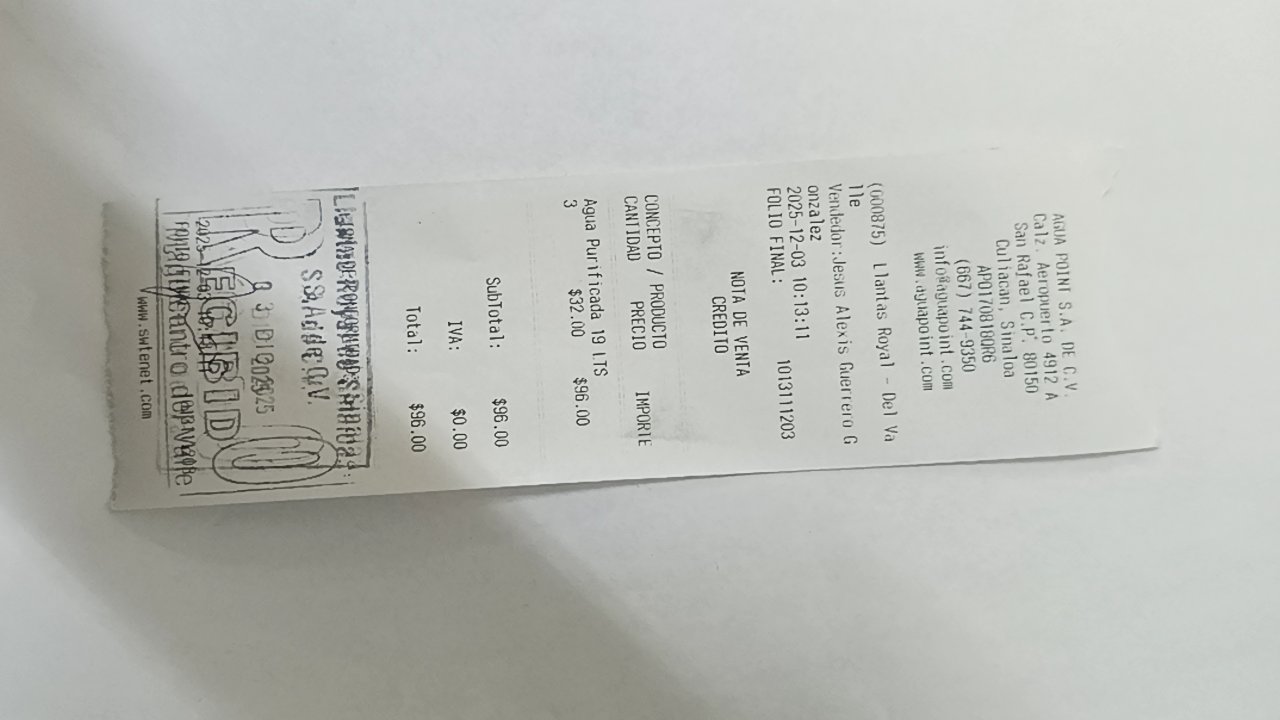 AGUA POINT S.A. DE C.V.
Calz. Aeropuerto 4912 A
San Rafael C.P. 80150
Culiacan, Sinaloa
APO170818QR6
(667) 744-9350
info@aguapoint.com
www.aguapoint.com
(000875) Llantas Royal - Del Va
lle
Vendedor:Jesus Alexis Guerrero G
onzalez
2025-12-03 10:13:11
FOLIO FINAL: 1013111203
NOTA DE VENTA
CREDITO
CONCEPTO / PRODUCTO
CANTIDAD PRECIO IMPORTE
Agua Purificada 19 LTS
3 $32.00 $96.00
SubTotal: $96.00
IVA: $0.00
Total: $96.00
RECIBIDO
www.swtenet.com